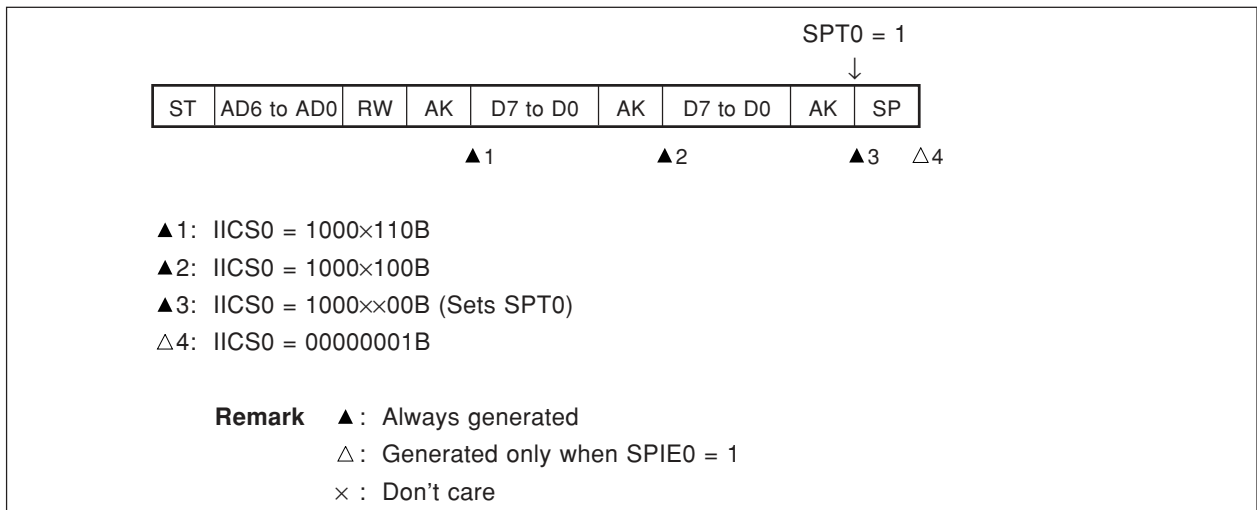 SPT0 = 1
↓
ST AD6 to AD0 RW AK D7 to D0 AK D7 to D0 AK SP
▲1 ▲2 ▲3 △4
▲1: IICS0 = 1000×110B
▲2: IICS0 = 1000×100B
▲3: IICS0 = 1000××00B (Sets SPT0)
△4: IICS0 = 00000001B
Remark ▲: Always generated
△: Generated only when SPIE0 = 1
×: Don't care